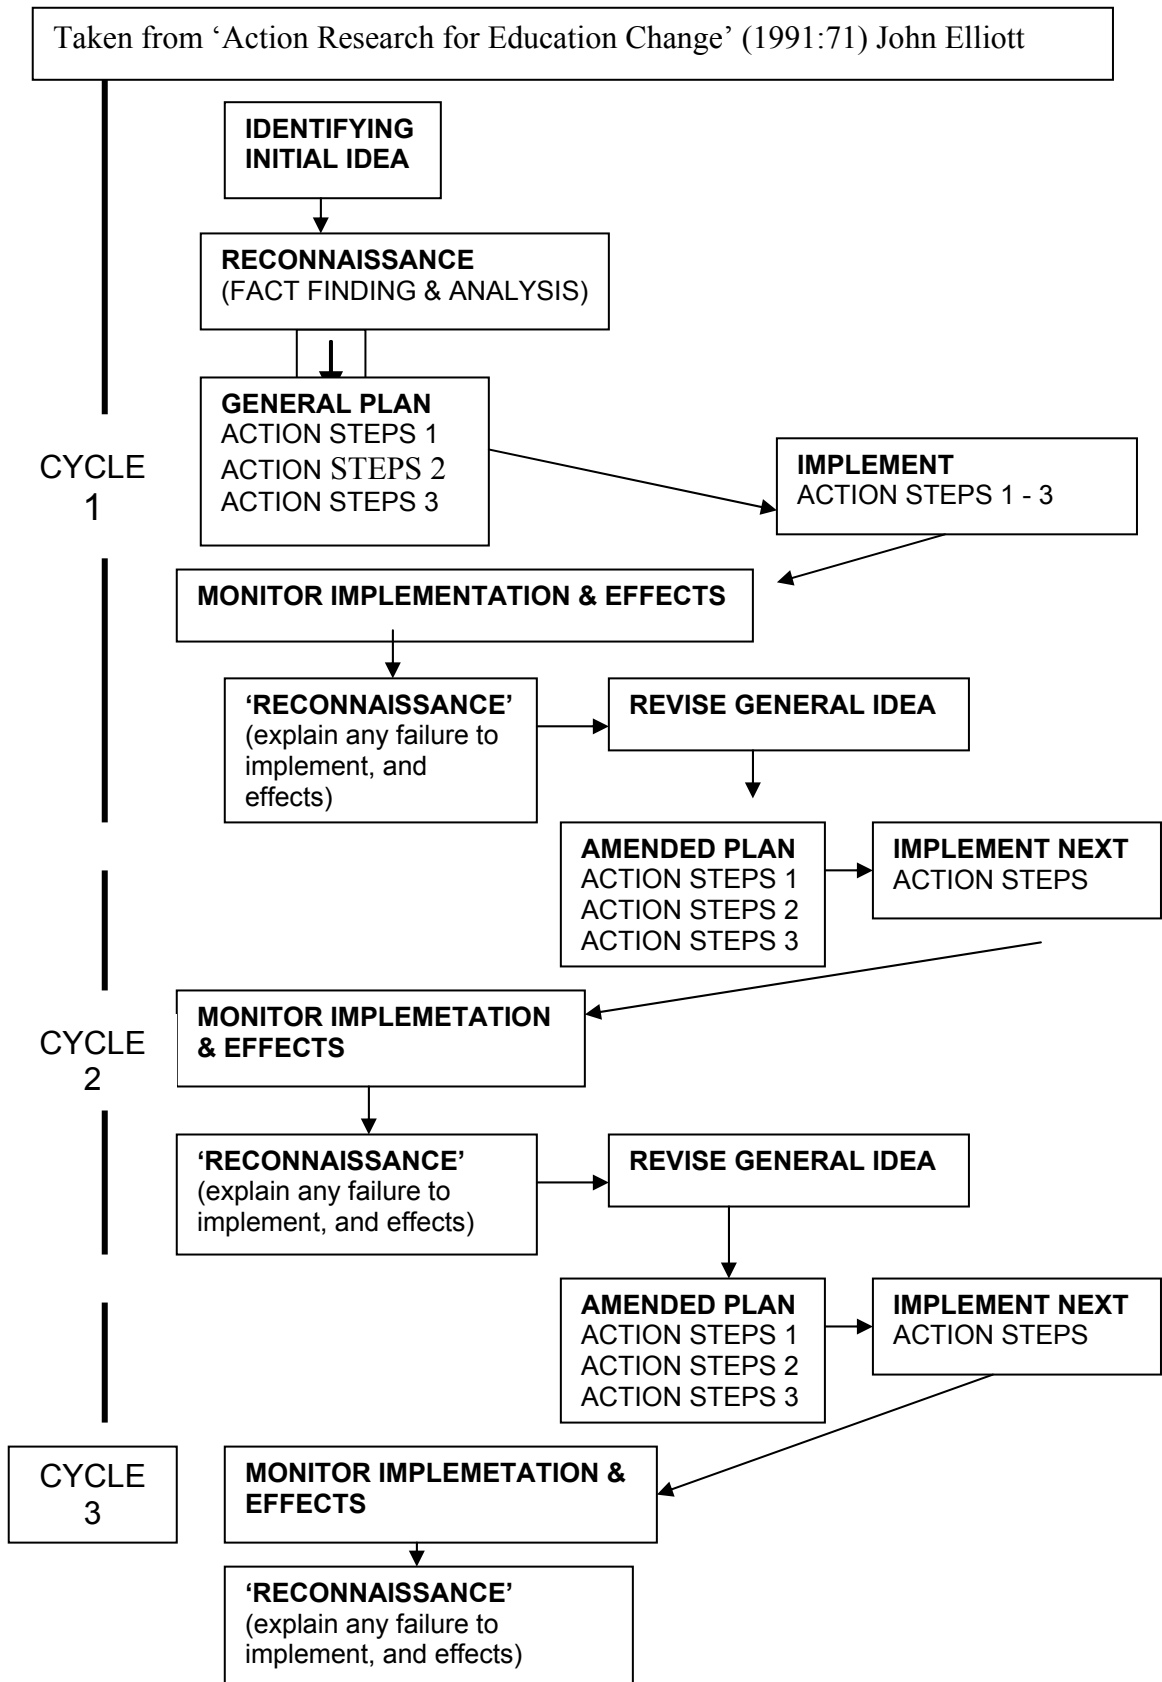 Taken from ‘Action Research for Education Change’ (1991:71) John Elliott
IDENTIFYING
INITIAL IDEA
RECONNAISSANCE
(FACT FINDING & ANALYSIS)
GENERAL PLAN
ACTION STEPS 1
ACTION STEPS 2
ACTION STEPS 3
CYCLE
1
IMPLEMENT
ACTION STEPS 1 - 3
MONITOR IMPLEMENTATION & EFFECTS
‘RECONNAISSANCE’
(explain any failure to
implement, and
effects)
REVISE GENERAL IDEA
AMENDED PLAN
ACTION STEPS 1
ACTION STEPS 2
ACTION STEPS 3
IMPLEMENT NEXT
ACTION STEPS
CYCLE
2
MONITOR IMPLEMETATION
& EFFECTS
‘RECONNAISSANCE’
(explain any failure to
implement, and effects)
REVISE GENERAL IDEA
AMENDED PLAN
ACTION STEPS 1
ACTION STEPS 2
ACTION STEPS 3
IMPLEMENT NEXT
ACTION STEPS
CYCLE
3
MONITOR IMPLEMETATION &
EFFECTS
‘RECONNAISSANCE’
(explain any failure to
implement, and effects)